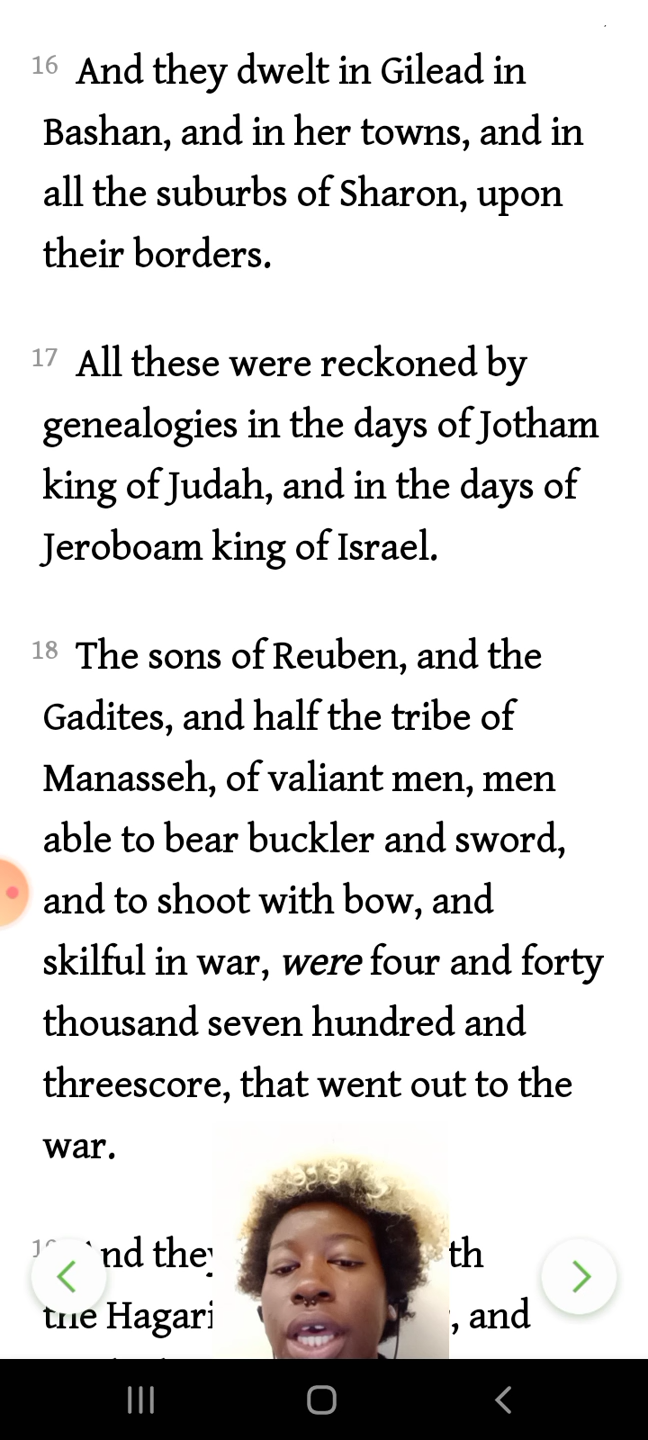 16 And they dwelt in Gilead in
Bashan, and in her towns, and in
all the suburbs of Sharon, upon
their borders.
17 All these were reckoned by
genealogies in the days of Jotham
king of Judah, and in the days of
Jeroboam king of Israel.
18 The sons of Reuben, and the
Gadites, and half the tribe of
Manasseh, of valiant men, men
able to bear buckler and sword,
and to shoot with bow, and
skilful in war, were four and forty
thousand seven hundred and
threescore, that went out to the
war.
the
, and